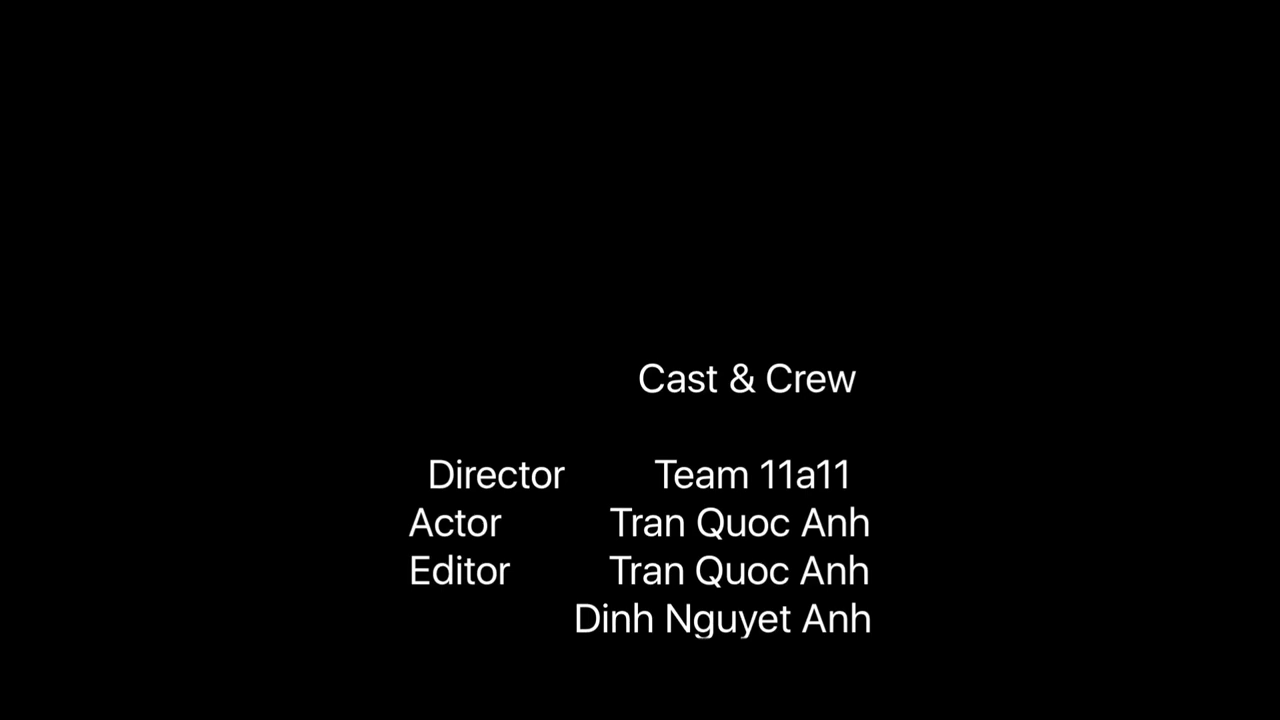 Cast & Crew
Director Team 11a11
Actor Tran Quoc Anh
Editor Tran Quoc Anh
Dinh Nguyet Anh